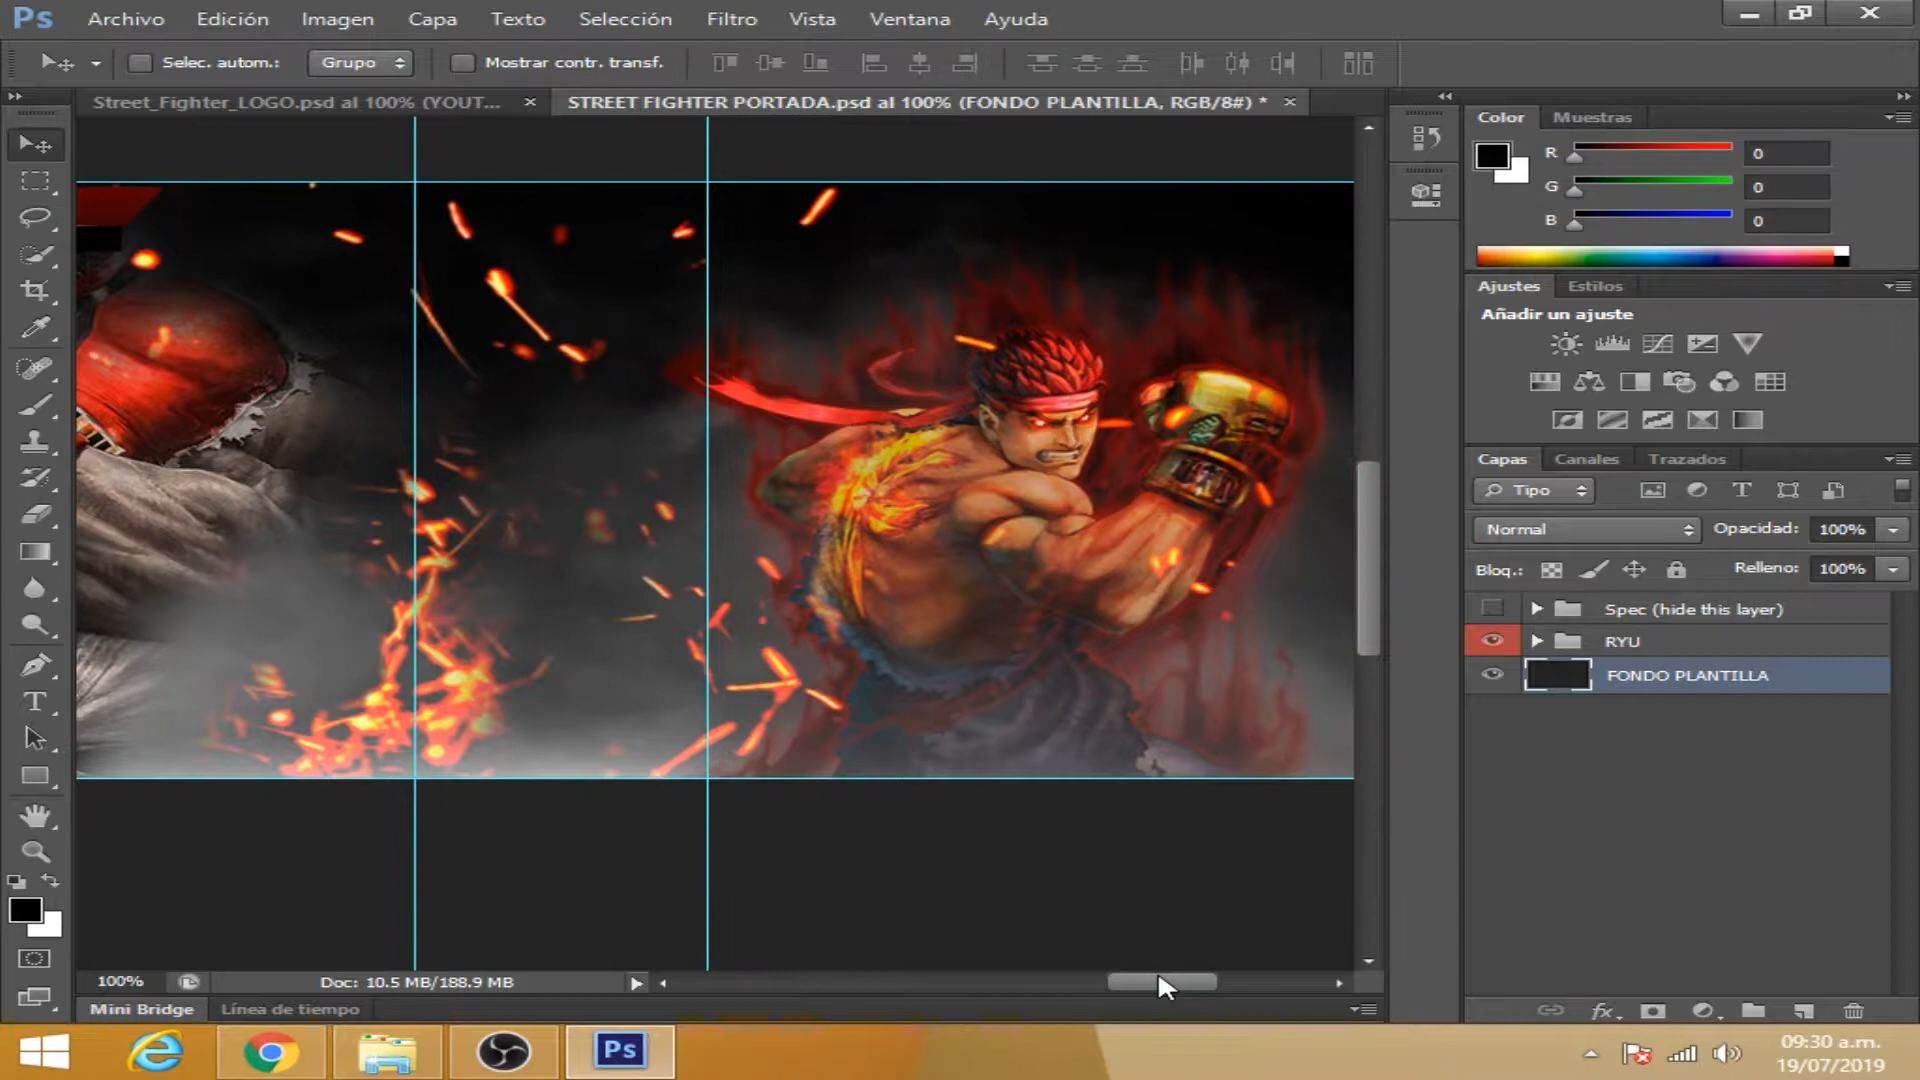 Ps Archivo Edición Imagen Capa Texto Selección Filtro Vista Ventana Ayuda
Selec. autom.: Grupo Mostrar contr. transf.
Street_Fighter_LOGO.psd al 100% (YOUT... × STREET FIGHTER PORTADA.psd al 100% (FONDO PLANTILLA, RGB/8#) * ×
Color Muestras
R 0
G 0
B 0
Ajustes Estilos
Añadir un ajuste
Capas Canales Trazados
Tipo
Normal Opacidad: 100%
Bloq.: Relleno: 100%
Spec (hide this layer)
RYU
FONDO PLANTILLA
100% Doc: 10.5 MB/188.9 MB
Mini Bridge Línea de tiempo
Ps
09:30 a.m.
19/07/2019